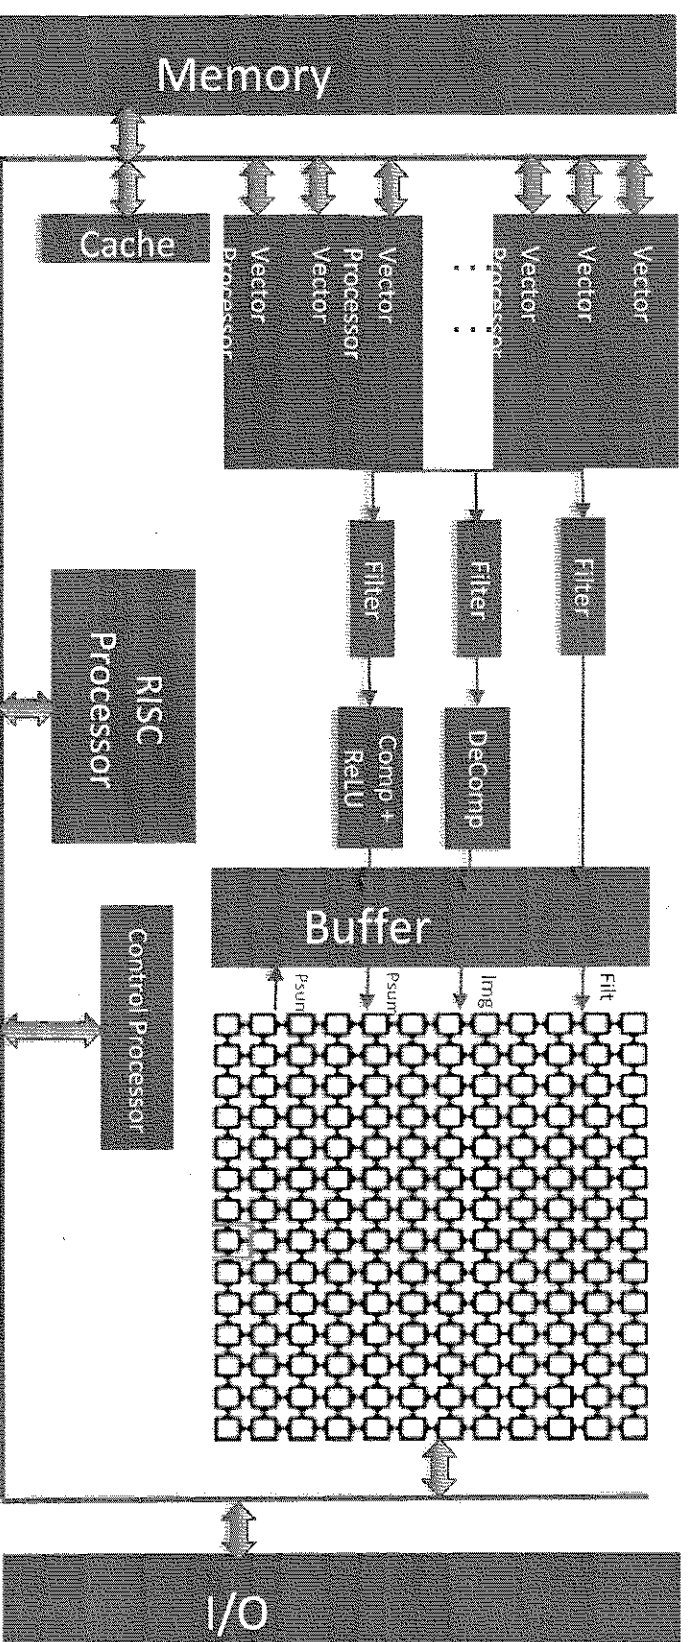 Memory
Cache
Vector
Processor
Vector
Vector
Processor
Vector
Processor
Vector
Vector
Filter
Filter
Filter
RISC
Processor
Comp +
ReLU
DeComp
Control Processor
Buffer
Psum
Psum
Img
Filt
I/O